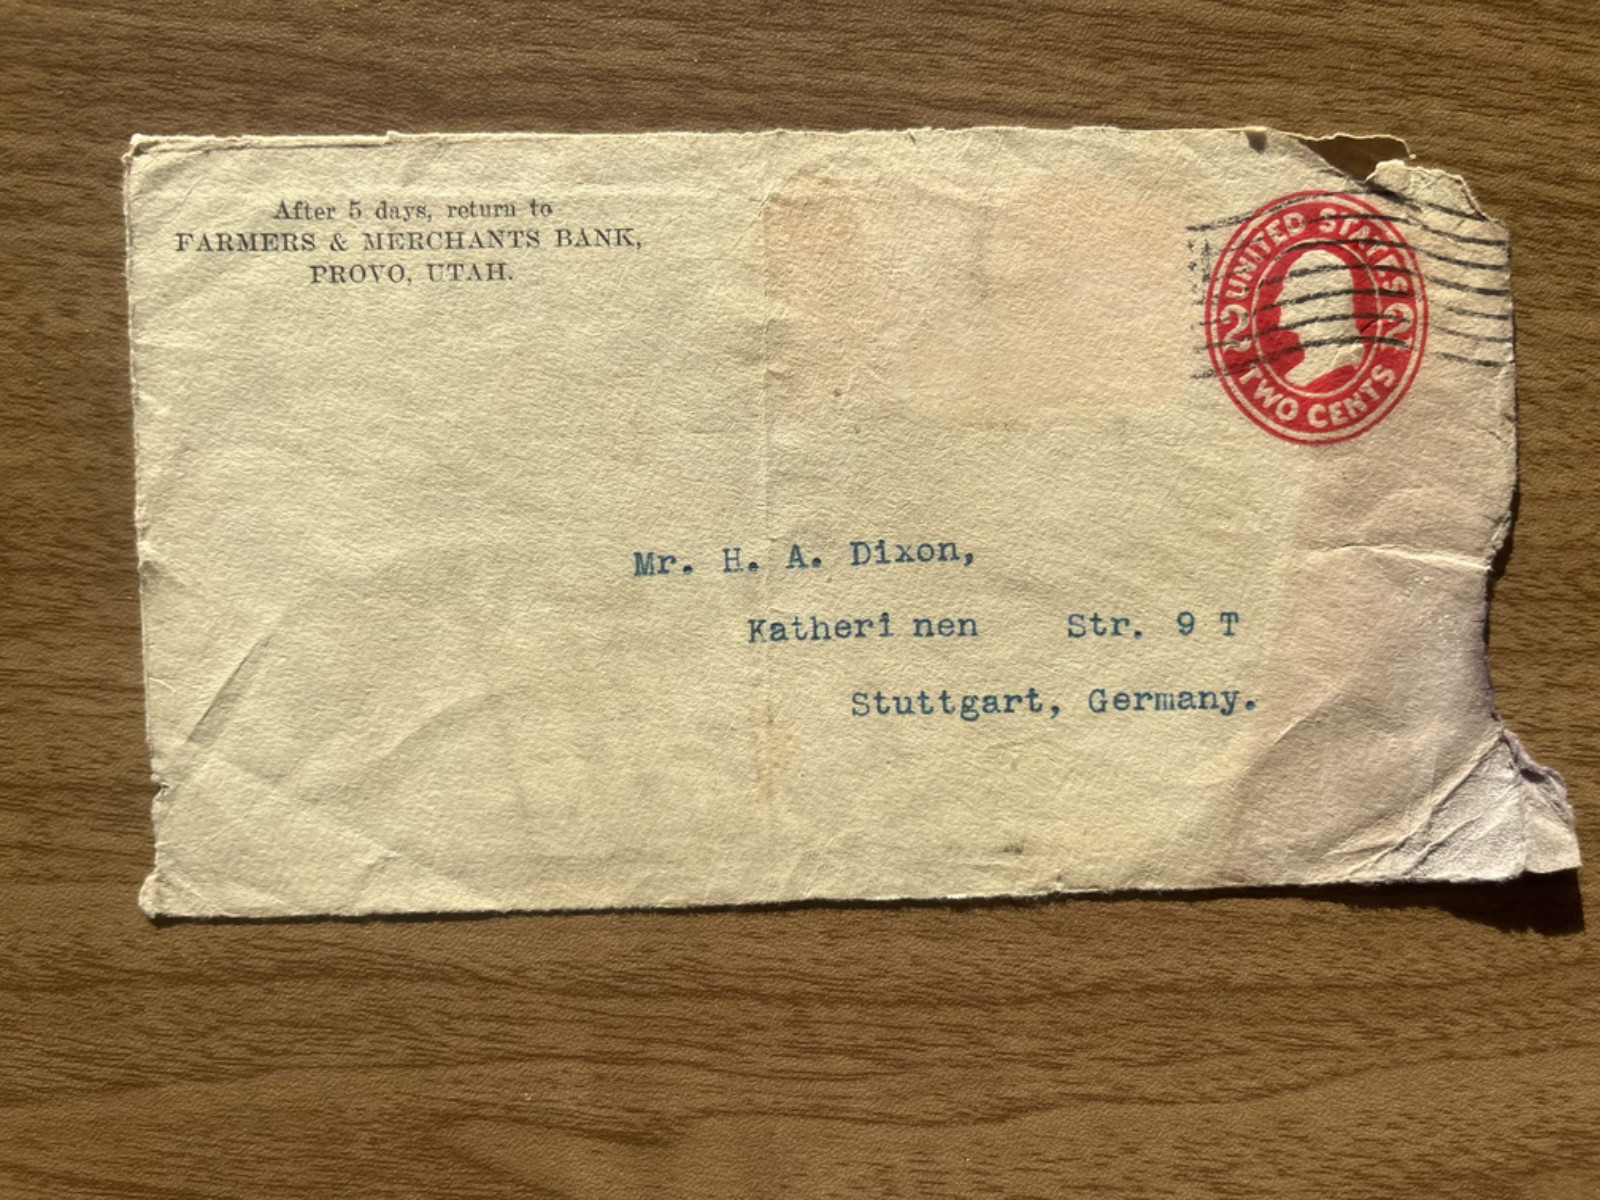 After 5 days, return to
FARMERS & MERCHANTS BANK,
PROVO, UTAH.
UNITED STATES
2 2
TWO CENTS
Mr. H. A. Dixon,
Katheri nen Str. 9 T
Stuttgart, Germany.